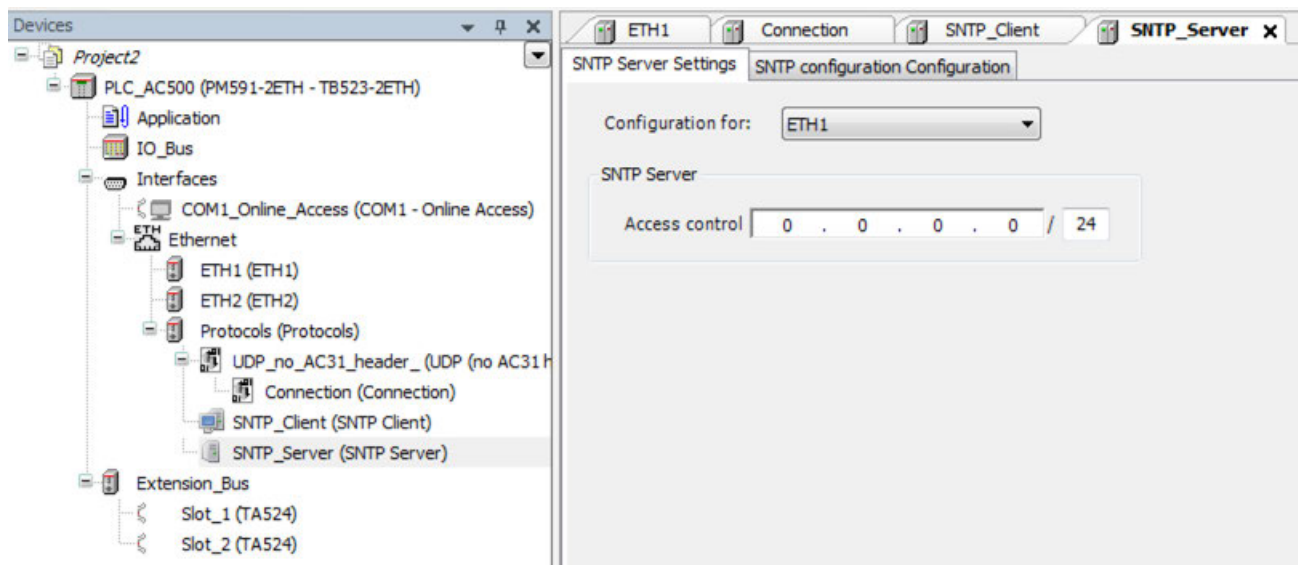 Devices
Project2
PLC_AC500 (PM591-2ETH - TB523-2ETH)
Application
IO_Bus
Interfaces
COM1_Online_Access (COM1 - Online Access)
ETH
Ethernet
ETH1 (ETH1)
ETH2 (ETH2)
Protocols (Protocols)
UDP_no_AC31_header_ (UDP (no AC31 h
Connection (Connection)
SNTP_Client (SNTP Client)
SNTP_Server (SNTP Server)
Extension_Bus
Slot_1 (TA524)
Slot_2 (TA524)
ETH1 Connection SNTP_Client SNTP_Server
SNTP Server Settings SNTP configuration Configuration
Configuration for: ETH1
SNTP Server
Access control 0 . 0 . 0 . 0 / 24